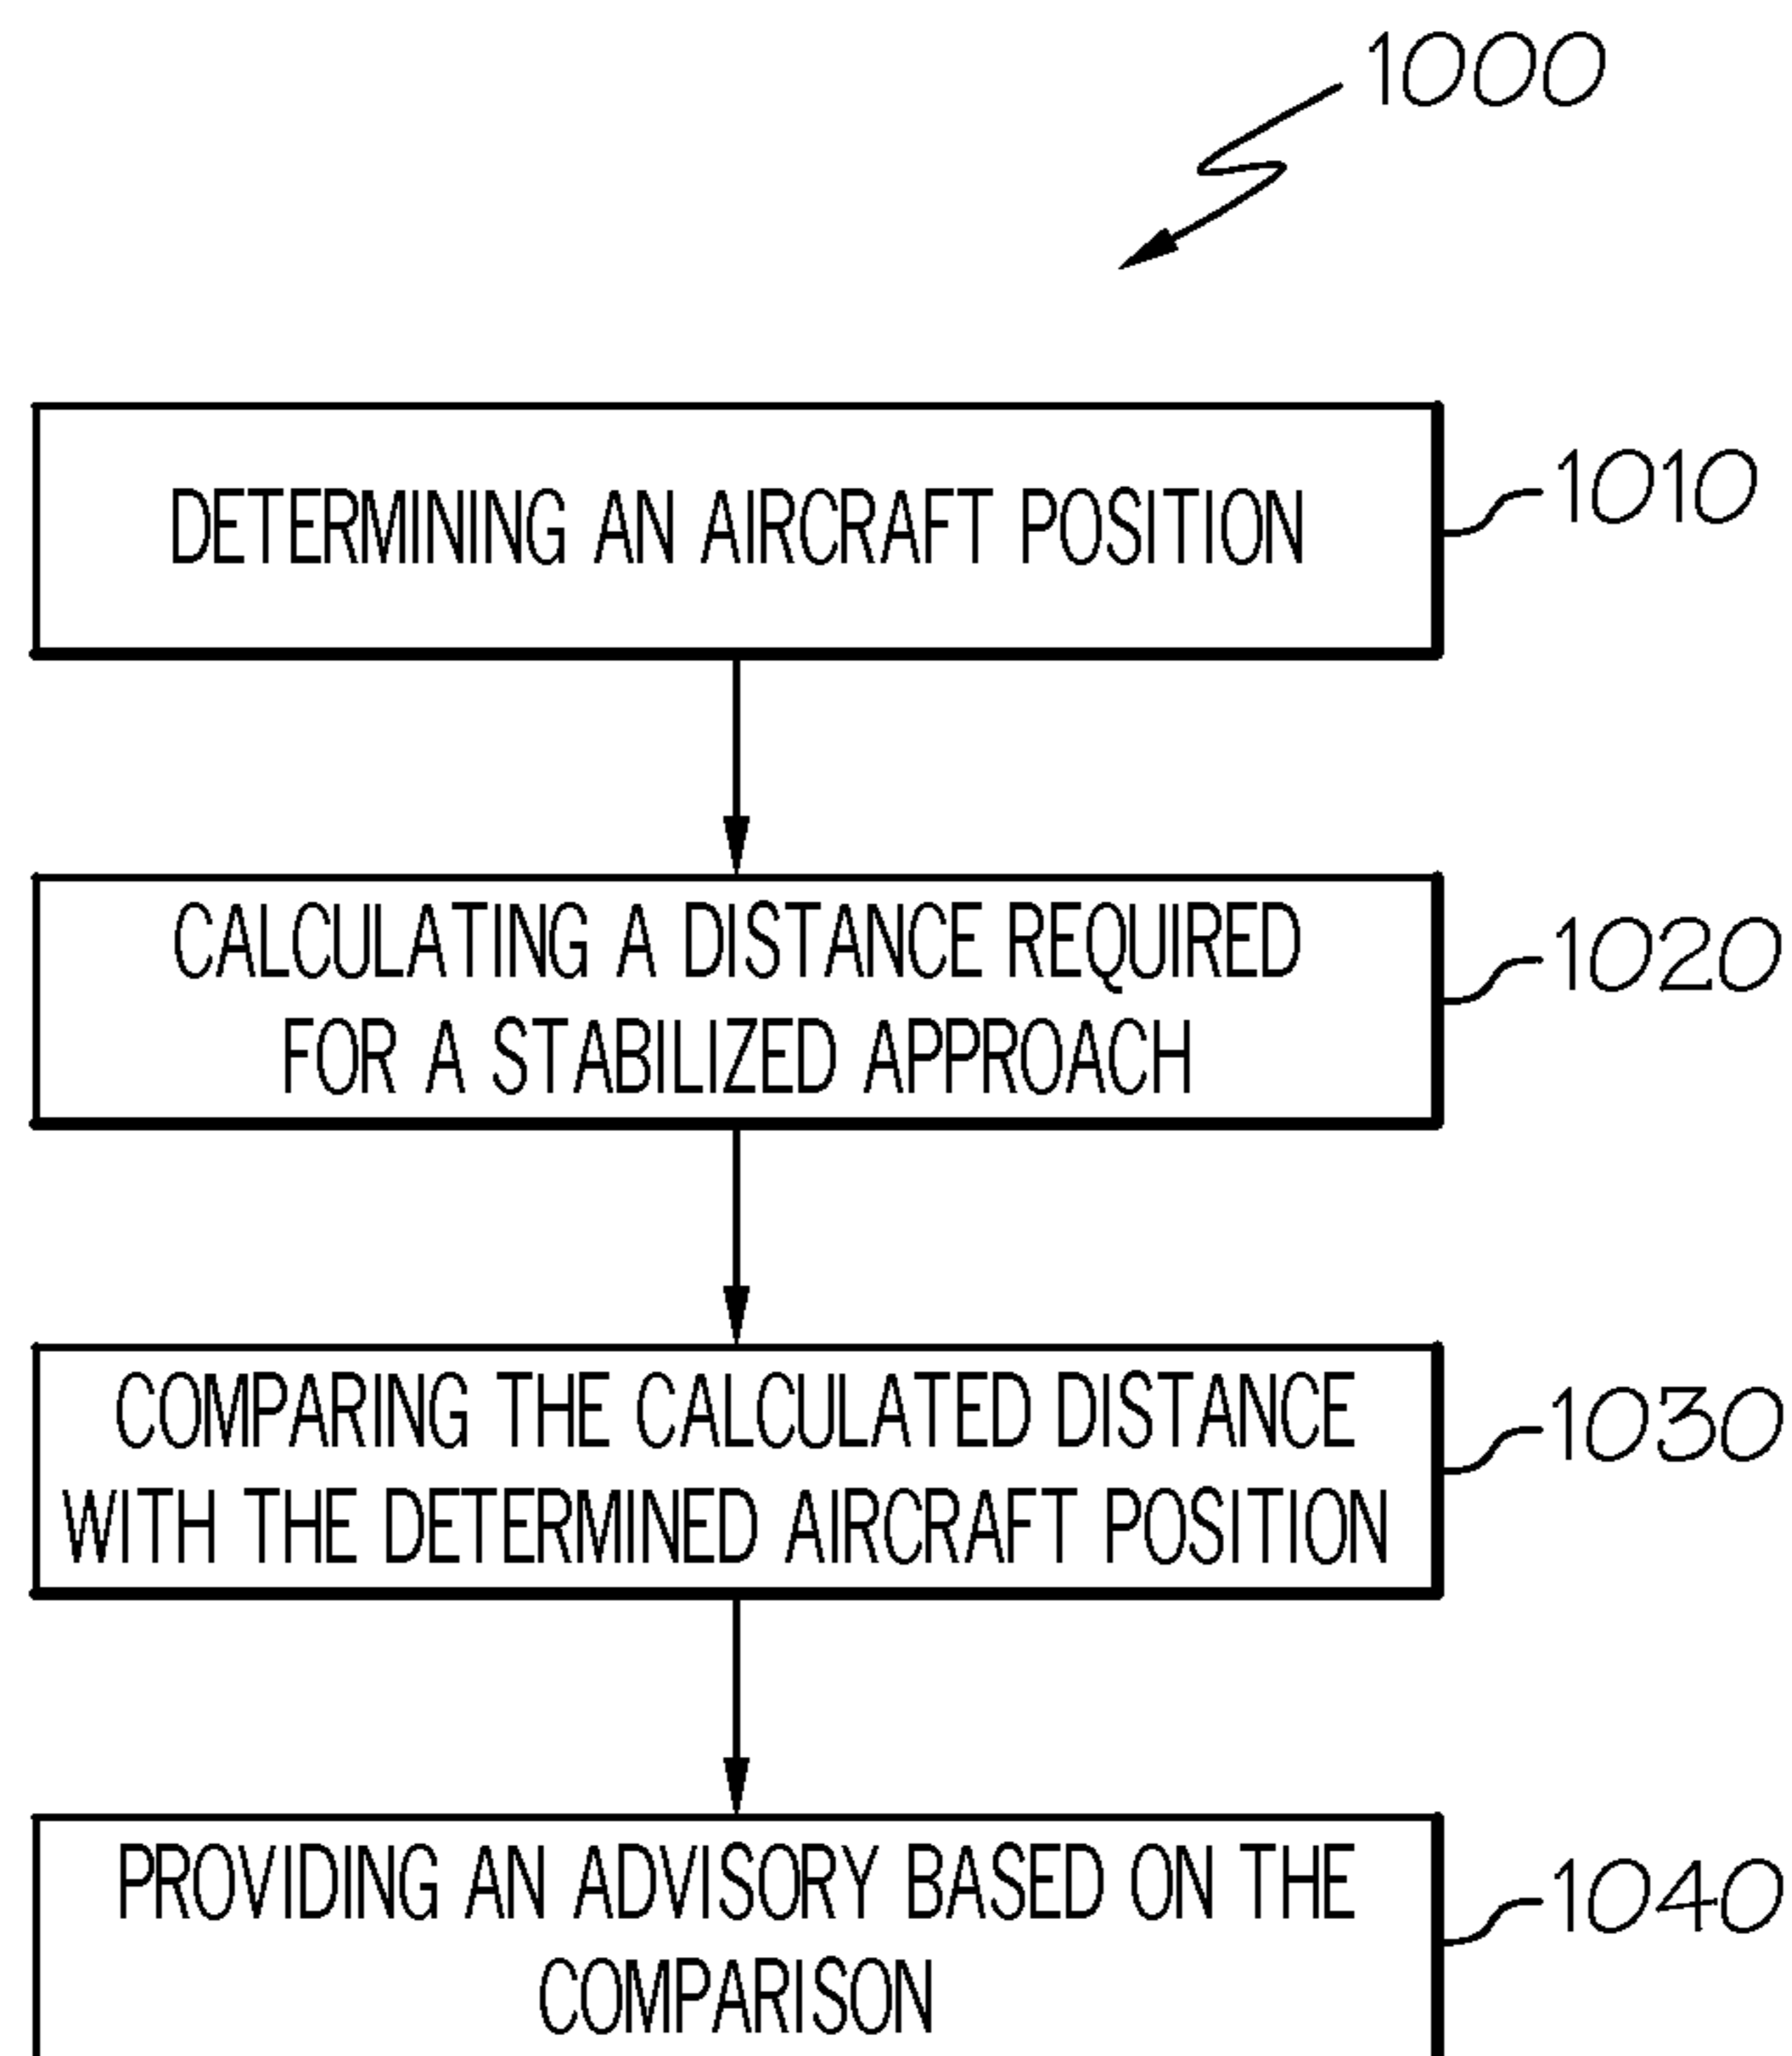 1000
DETERMINING AN AIRCRAFT POSITION
1010
CALCULATING A DISTANCE REQUIRED
FOR A STABILIZED APPROACH
1020
COMPARING THE CALCULATED DISTANCE
WITH THE DETERMINED AIRCRAFT POSITION
1030
PROVIDING AN ADVISORY BASED ON THE
COMPARISON
1040